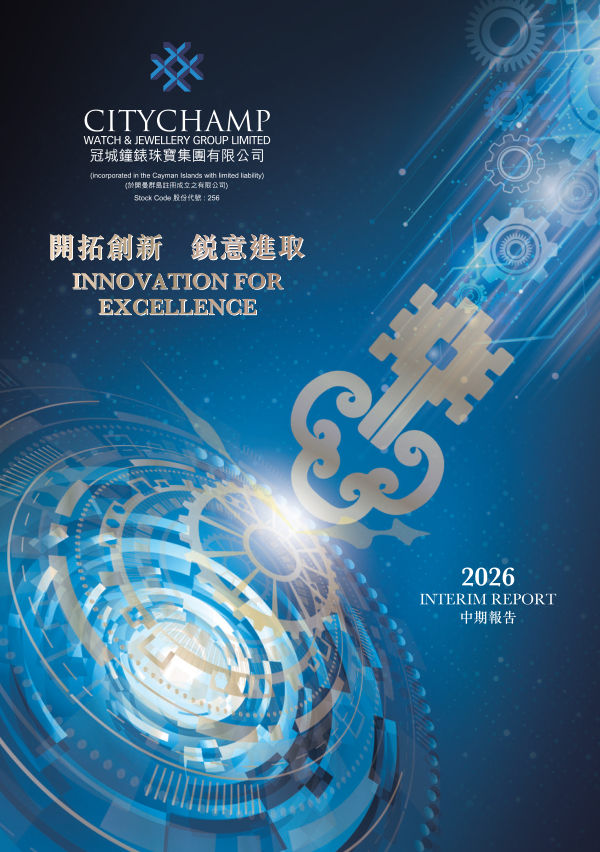 CITYCHAMP
WATCH & JEWELLERY GROUP LIMITED
冠城鐘錶珠寶集團有限公司
(incorporated in the Cayman Islands with limited liability)
(於開曼群島註冊成立之有限公司)
Stock Code 股份代號 : 256
開拓創新 鋭意進取
INNOVATION FOR
EXCELLENCE
2026
INTERIM REPORT
中期報告